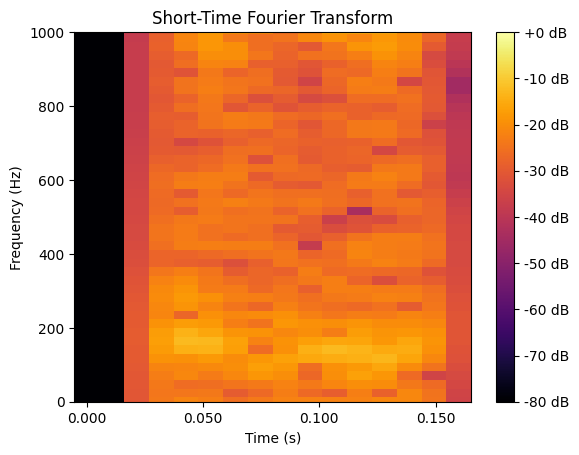 Short-Time Fourier Transform
1000
800
600
400
200
0
Frequency (Hz)
0.000
0.050
0.100
0.150
Time (s)
+0 dB
-10 dB
-20 dB
-30 dB
-40 dB
-50 dB
-60 dB
-70 dB
-80 dB